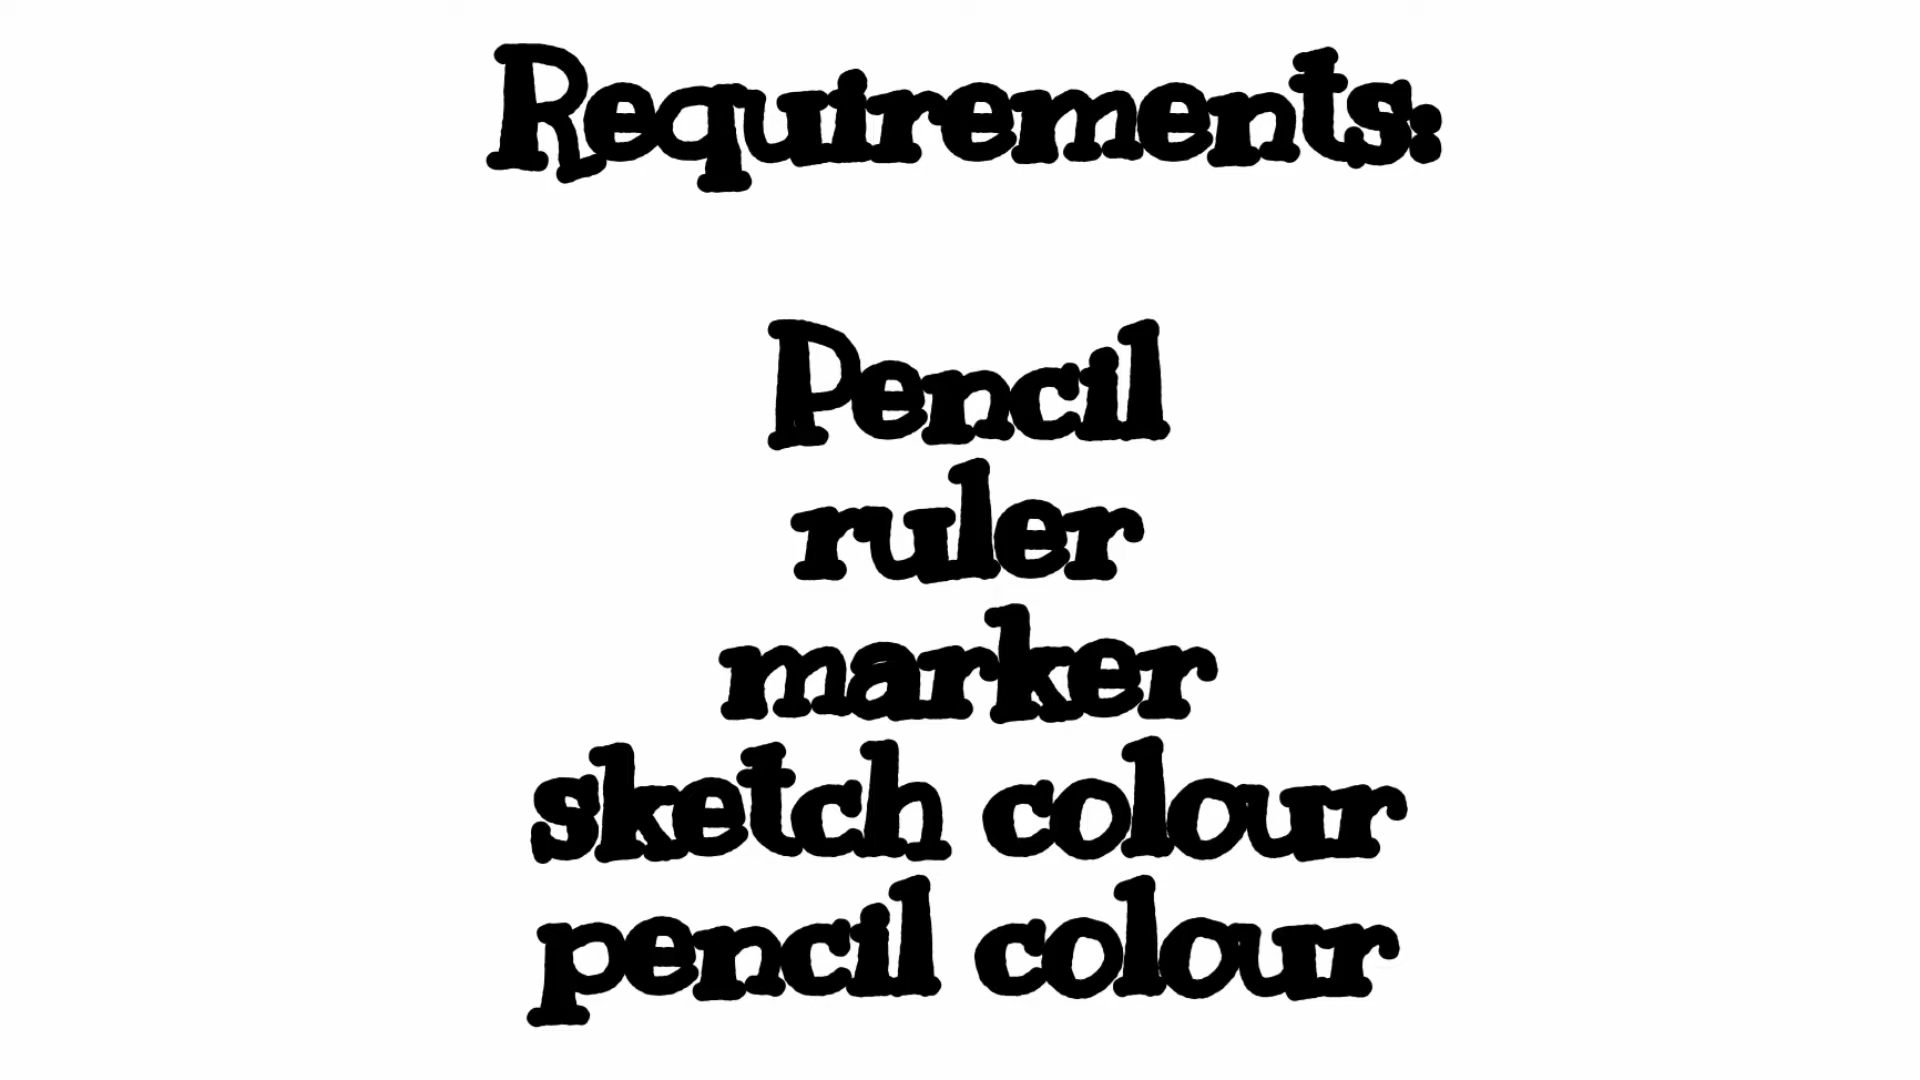 Requirements:
Pencil
ruler
marker
sketch colour
pencil colour